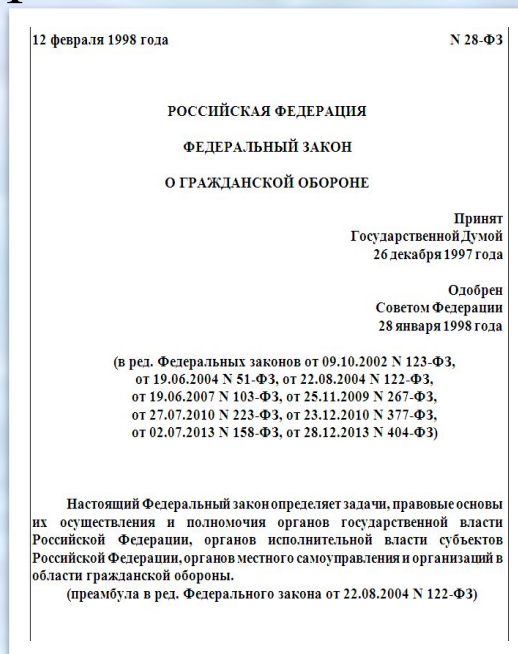 12 февраля 1998 года N 28-ФЗ
РОССИЙСКАЯ ФЕДЕРАЦИЯ
ФЕДЕРАЛЬНЫЙ ЗАКОН
О ГРАЖДАНСКОЙ ОБОРОНЕ
Принят
Государственной Думой
26 декабря 1997 года
Одобрен
Советом Федерации
28 января 1998 года
(в ред. Федеральных законов от 09.10.2002 N 123-ФЗ,
от 19.06.2004 N 51-ФЗ, от 22.08.2004 N 122-ФЗ,
от 19.06.2007 N 103-ФЗ, от 25.11.2009 N 267-ФЗ,
от 27.07.2010 N 223-ФЗ, от 23.12.2010 N 377-ФЗ,
от 02.07.2013 N 158-ФЗ, от 28.12.2013 N 404-ФЗ)
Настоящий Федеральный закон определяет задачи, правовые основы
их осуществления и полномочия органов государственной власти
Российской Федерации, органов исполнительной власти субъектов
Российской Федерации, органов местного самоуправления и организаций в
области гражданской обороны.
(преамбула в ред. Федерального закона от 22.08.2004 N 122-ФЗ)